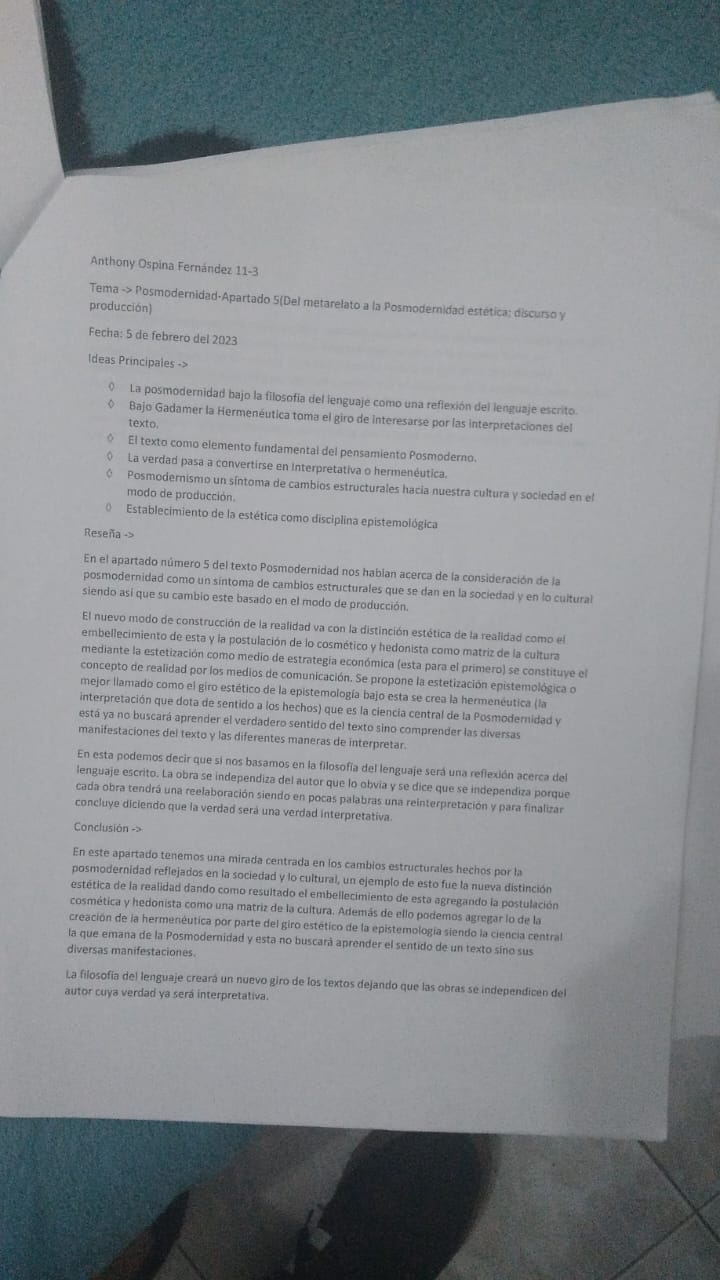 Anthony Ospina Fernández 11-3
Tema -> Posmodernidad-Apartado 5(Del metarelato a la Posmodernidad estética: discurso y
producción)
Fecha: 5 de febrero del 2023
Ideas Principales ->
◊ La posmodernidad bajo la filosofía del lenguaje como una reflexión del lenguaje escrito.
◊ Bajo Gadamer la Hermenéutica toma el giro de interesarse por las interpretaciones del
texto.
◊ El texto como elemento fundamental del pensamiento Posmoderno.
◊ La verdad pasa a convertirse en Interpretativa o hermenéutica.
◊ Posmodernismo un síntoma de cambios estructurales hacia nuestra cultura y sociedad en el
modo de producción.
◊ Establecimiento de la estética como disciplina epistemológica
Reseña ->
En el apartado número 5 del texto Posmodernidad nos hablan acerca de la consideración de la
posmodernidad como un síntoma de cambios estructurales que se dan en la sociedad y en lo cultural
siendo así que su cambio este basado en el modo de producción.
El nuevo modo de construcción de la realidad va con la distinción estética de la realidad como el
embellecimiento de esta y la postulación de lo cosmético y hedonista como matriz de la cultura
mediante la estetización como medio de estrategia económica (esta para el primero) se constituye el
concepto de realidad por los medios de comunicación. Se propone la estetización epistemológica o
mejor llamado como el giro estético de la epistemología bajo esta se crea la hermenéutica (la
interpretación que dota de sentido a los hechos) que es la ciencia central de la Posmodernidad y
está ya no buscará aprender el verdadero sentido del texto sino comprender las diversas
manifestaciones del texto y las diferentes maneras de interpretar.
En esta podemos decir que si nos basamos en la filosofía del lenguaje será una reflexión acerca del
lenguaje escrito. La obra se independiza del autor que lo obvia y se dice que se independiza porque
cada obra tendrá una reelaboración siendo en pocas palabras una reinterpretación y para finalizar
concluye diciendo que la verdad será una verdad interpretativa.
Conclusión ->
En este apartado tenemos una mirada centrada en los cambios estructurales hechos por la
posmodernidad reflejados en la sociedad y lo cultural, un ejemplo de esto fue la nueva distinción
estética de la realidad dando como resultado el embellecimiento de esta agregando la postulación
cosmética y hedonista como una matriz de la cultura. Además de ello podemos agregar lo de la
creación de la hermenéutica por parte del giro estético de la epistemología siendo la ciencia central
la que emana de la Posmodernidad y esta no buscará aprender el sentido de un texto sino sus
diversas manifestaciones.
La filosofía del lenguaje creará un nuevo giro de los textos dejando que las obras se independicen del
autor cuya verdad ya será interpretativa.